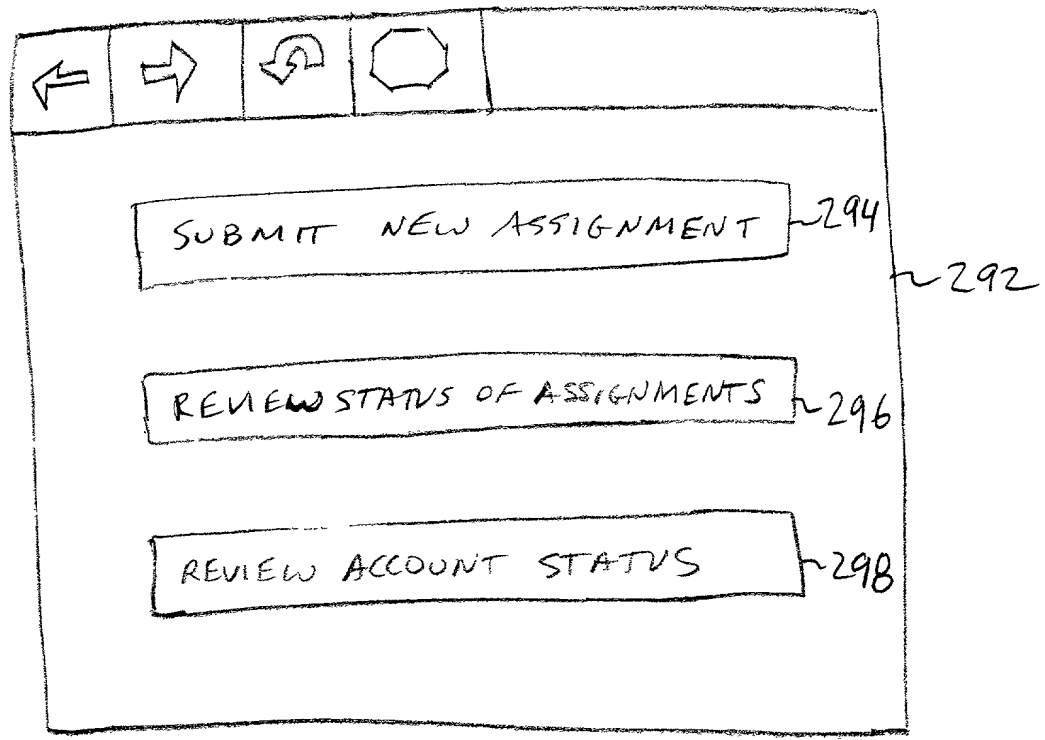 SUBMIT NEW ASSIGNMENT 294
292
REVIEW STATUS OF ASSIGNMENTS 296
REVIEW ACCOUNT STATUS 298